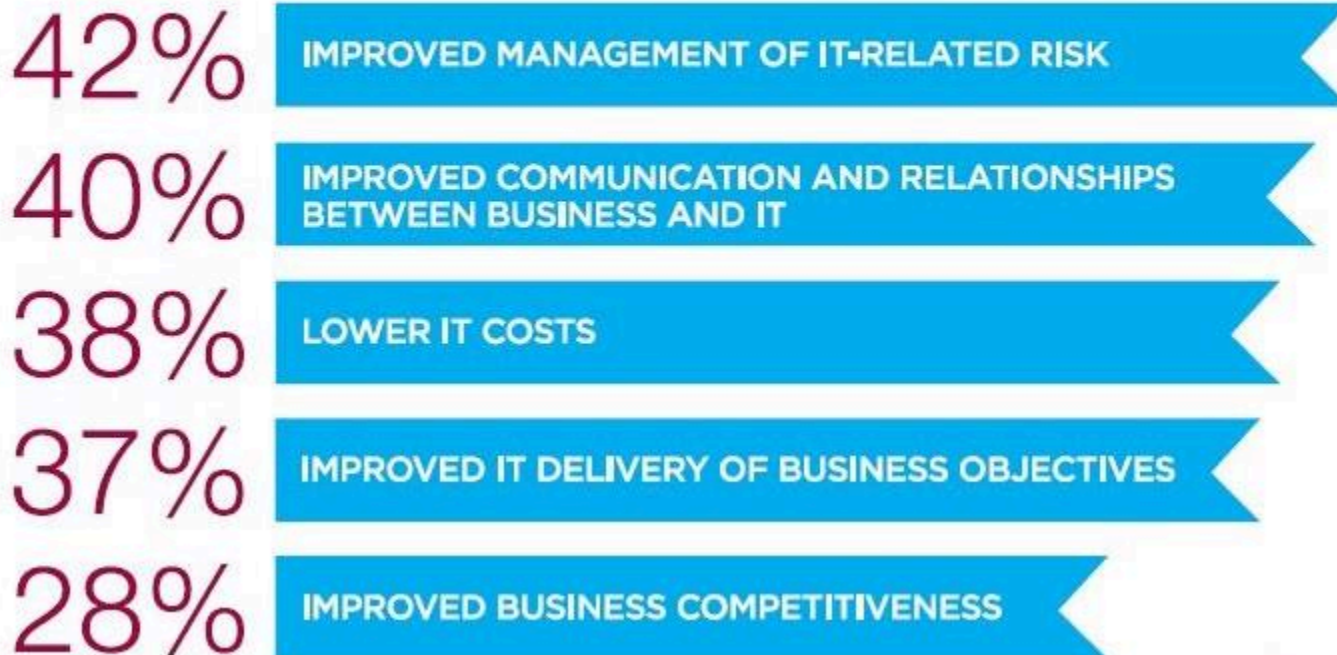 42% IMPROVED MANAGEMENT OF IT-RELATED RISK
40% IMPROVED COMMUNICATION AND RELATIONSHIPS
BETWEEN BUSINESS AND IT
38% LOWER IT COSTS
37% IMPROVED IT DELIVERY OF BUSINESS OBJECTIVES
28% IMPROVED BUSINESS COMPETITIVENESS